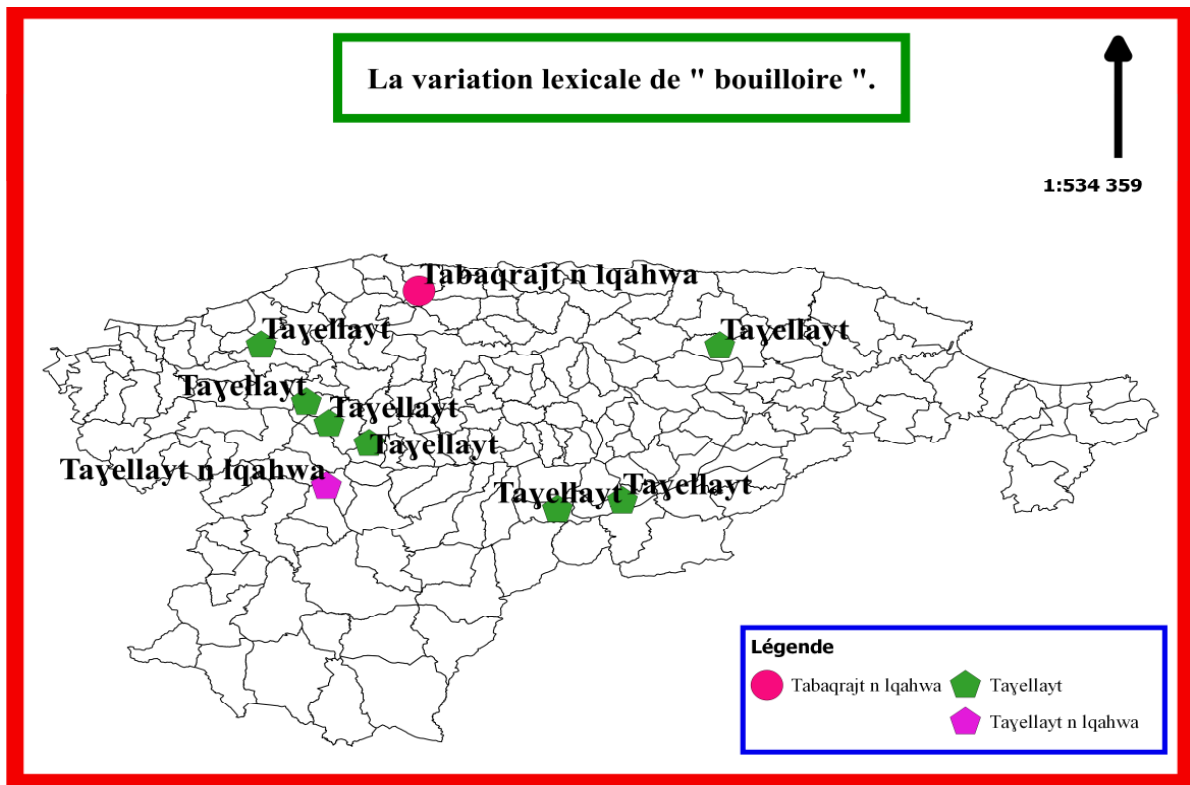 La variation lexicale de " bouilloire ".
1:534 359
Tabaqrajt n lqahwa
Taɣellayt
Taɣellayt
Taɣellayt
Taɣellayt
Taɣellayt
Taɣellayt n lqahwa
Taɣellayt
Taɣellayt
Légende
Tabaqrajt n lqahwa
Taɣellayt
Taɣellayt n lqahwa